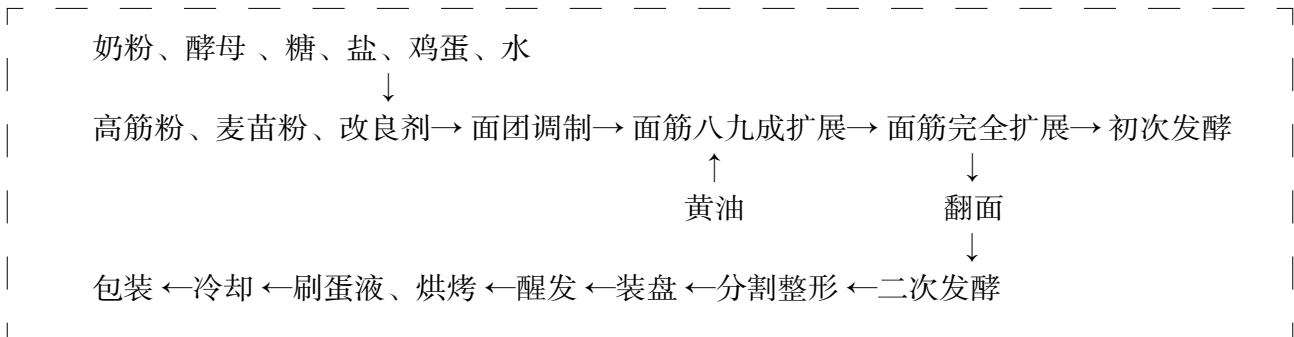 奶粉、酵母 、糖、盐、鸡蛋、水
↓
高筋粉、麦苗粉、改良剂→ 面团调制→ 面筋八九成扩展→ 面筋完全扩展→ 初次发酵
↑ ↓
黄油 翻面
↓
包装 ←冷却 ←刷蛋液、烘烤 ←醒发 ←装盘 ←分割整形 ←二次发酵